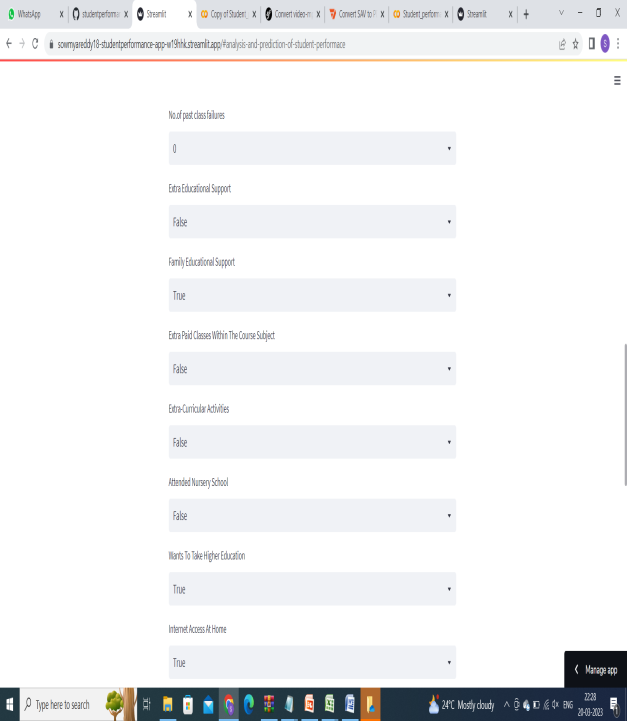 WhatsApp
studentperforma
Streamlit
Copy of Student_
Convert video-m
Convert SAV to P
Student_perform
Streamlit
sowmyareddy18-studentperformance-app-w19hhk.streamlit.app/#analysis-and-prediction-of-student-performace
S
No.of past class failures
0
Extra Educational Support
False
Family Educational Support
True
Extra Paid Classes Within The Course Subject
False
Extra-Curricular Activities
False
Attended Nursery School
False
Wants To Take Higher Education
True
Internet Access At Home
True
Manage app
Type here to search
24°C Mostly cloudy
ENG
22:28
20-03-2023